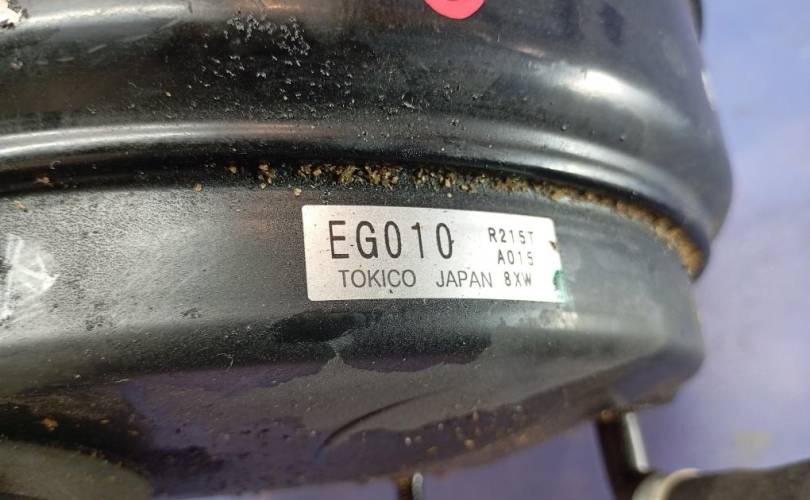 EG010 R215T
A015
TOKICO JAPAN 8XW